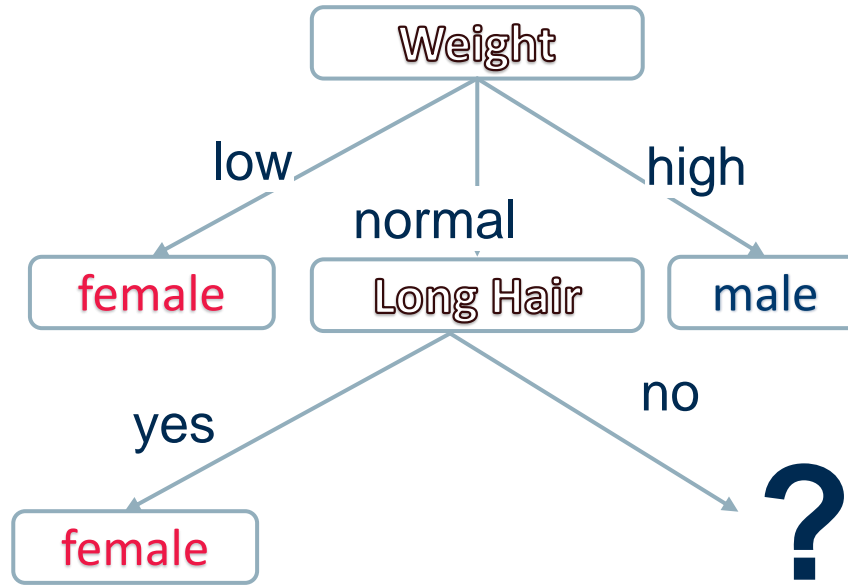 Weight
low
normal
high
female
Long Hair
male
yes
no
female
?